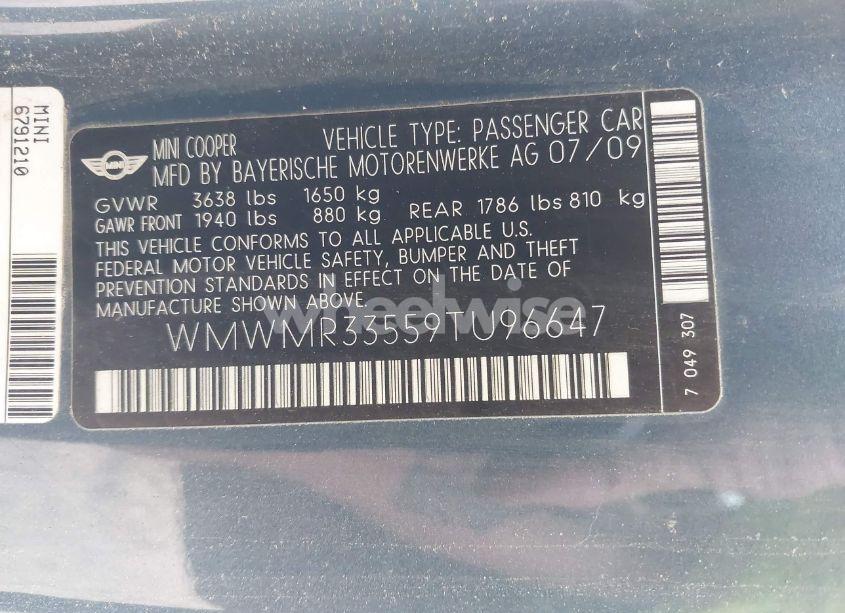 MINI
6791210
MINI
MINI COOPER VEHICLE TYPE: PASSENGER CAR
MFD BY BAYERISCHE MOTORENWERKE AG 07/09
GVWR 3638 lbs 1650 kg
GAWR FRONT 1940 lbs 880 kg REAR 1786 lbs 810 kg
THIS VEHICLE CONFORMS TO ALL APPLICABLE U.S.
FEDERAL MOTOR VEHICLE SAFETY, BUMPER AND THEFT
PREVENTION STANDARDS IN EFFECT ON THE DATE OF
MANUFACTURE SHOWN ABOVE.
wheelwise
WMWMR33559TU96647
7 049 307